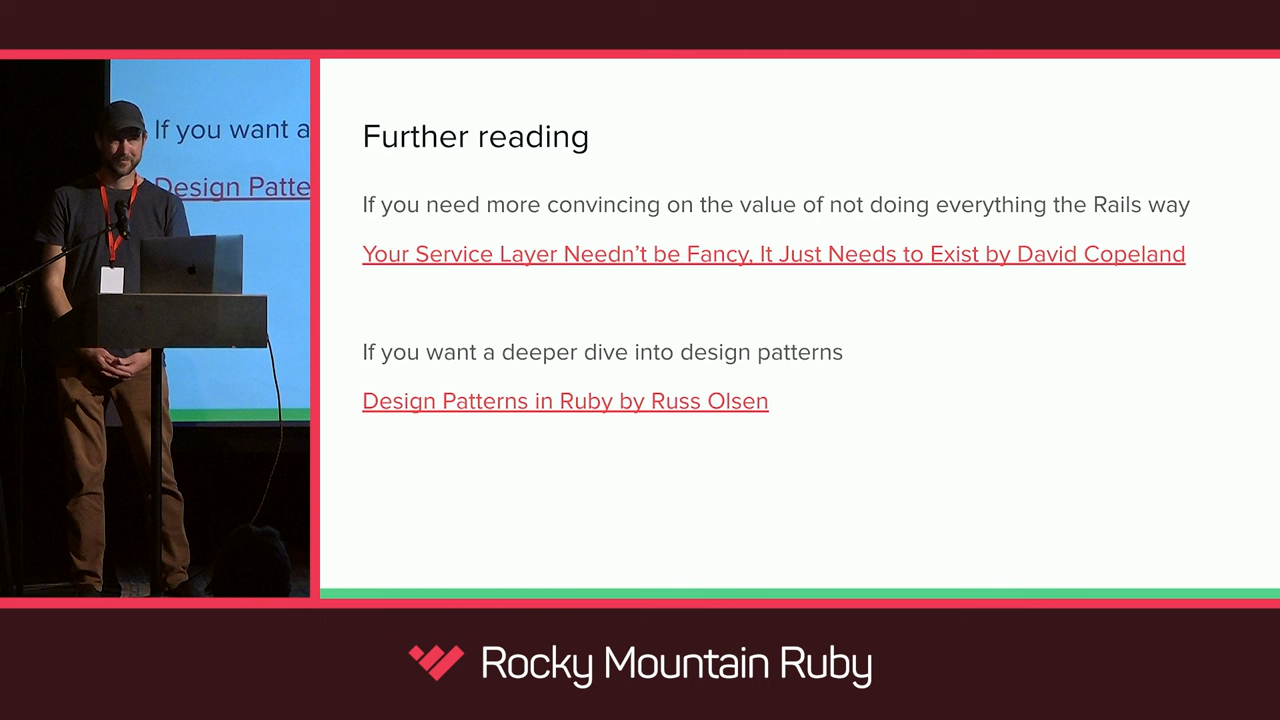 If you want a
Design Patte
Further reading
If you need more convincing on the value of not doing everything the Rails way
Your Service Layer Needn’t be Fancy, It Just Needs to Exist by David Copeland
If you want a deeper dive into design patterns
Design Patterns in Ruby by Russ Olsen
Rocky Mountain Ruby